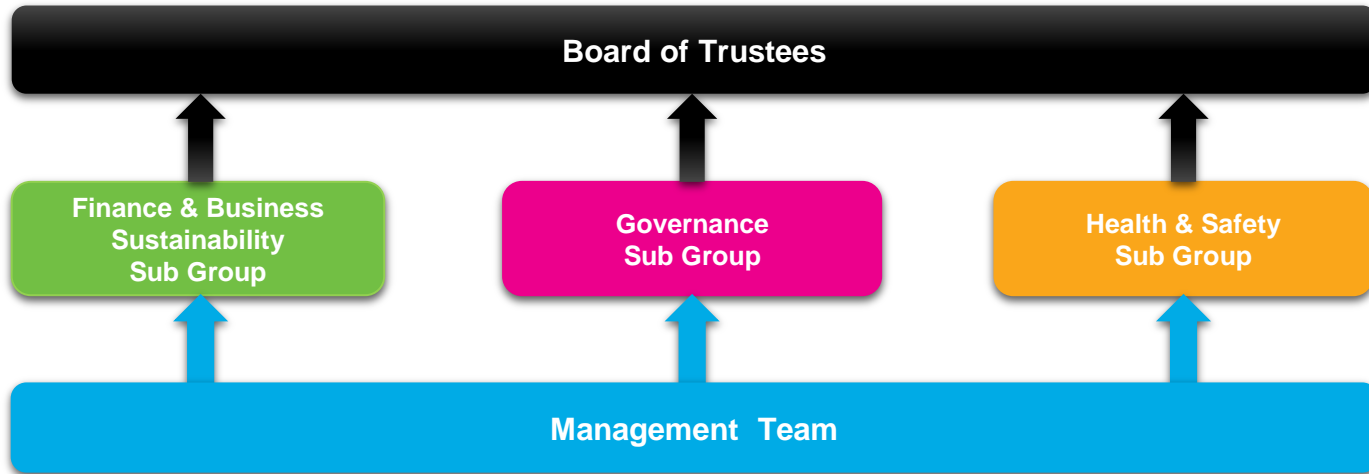 Board of Trustees
Finance & Business
Sustainability
Sub Group
Governance
Sub Group
Health & Safety
Sub Group
Management Team